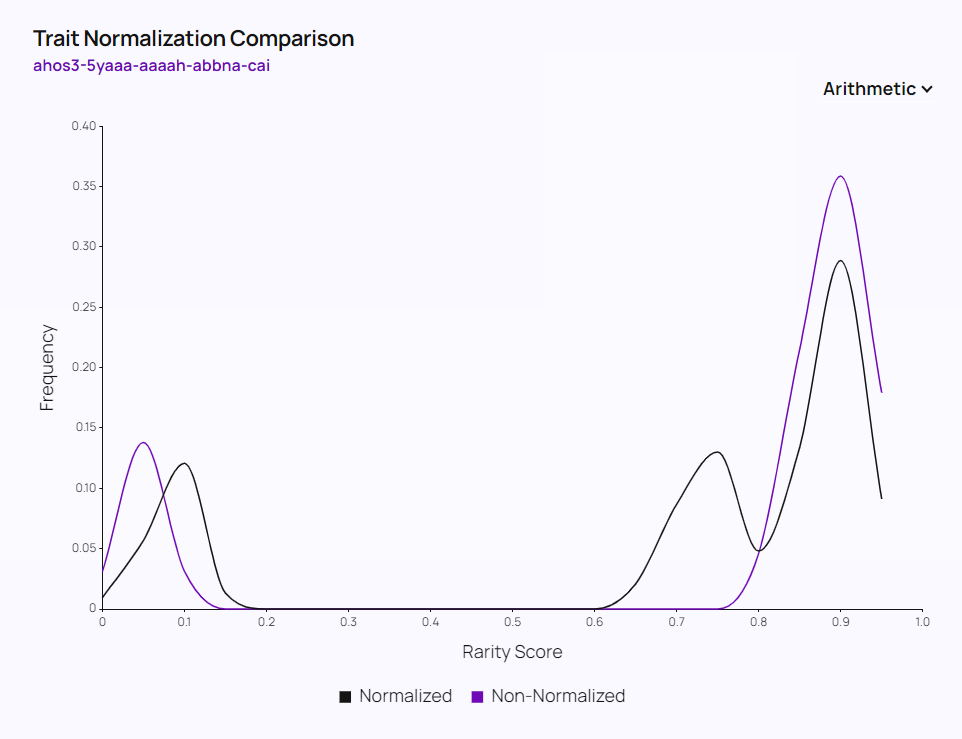 Trait Normalization Comparison
ahos3-5yaaa-aaaah-abbna-cai
Arithmetic
0.40
0.35
0.30
0.25
0.20
0.15
0.10
0.05
0
Frequency
0 0.1 0.2 0.3 0.4 0.5 0.6 0.7 0.8 0.9 1.0
Rarity Score
Normalized Non-Normalized